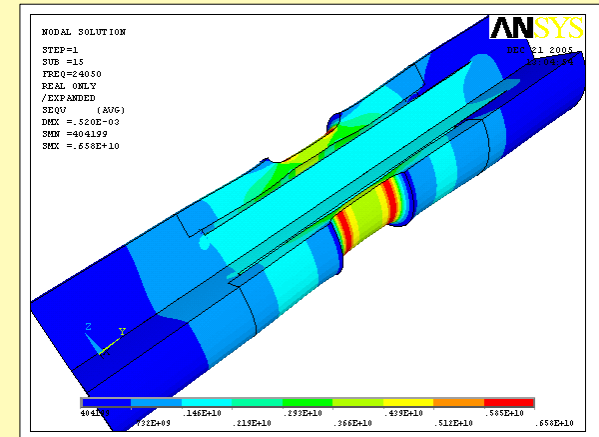 NODAL SOLUTION
STEP=1
SUB =15
FREQ=24050
REAL ONLY
/EXPANDED
SEQV (AVG)
DMX =.520E-03
SMN =404199
SMX =.658E+10
ANSYS
21 2005
Z
Y
.146E+10 .293E+10 .439E+10 .585E+10
.732E+09 .219E+10 .366E+10 .512E+10 .658E+10